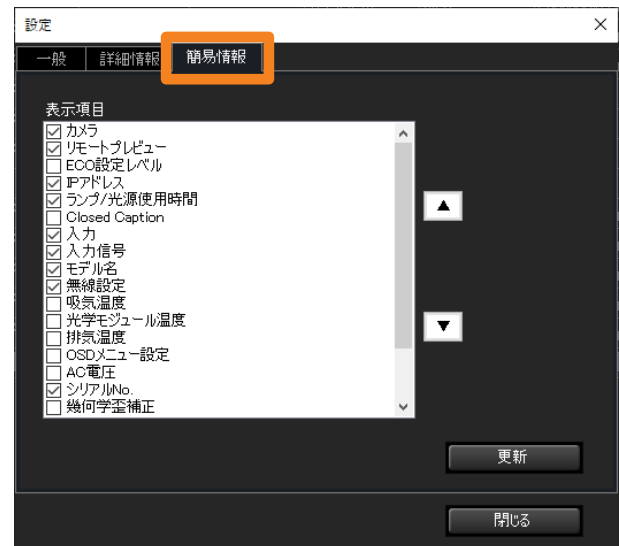 設定
一般 詳細情報 簡易情報
表示項目
カメラ
リモートプレビュー
ECO設定レベル
IPアドレス
ランプ/光源使用時間
Closed Caption
入力
入力信号
モデル名
無線設定
吸気温度
光学モジュール温度
排気温度
OSDメニュー設定
AC電圧
シリアルNo.
幾何学歪補正
更新
閉じる